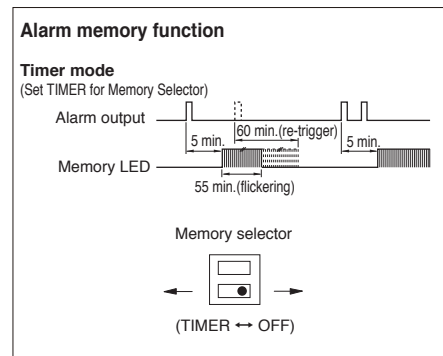 Alarm memory function
Timer mode
(Set TIMER for Memory Selector)
Alarm output
60 min.(re-trigger)
5 min.
5 min.
Memory LED
55 min.(flickering)
Memory selector
(TIMER ↔ OFF)